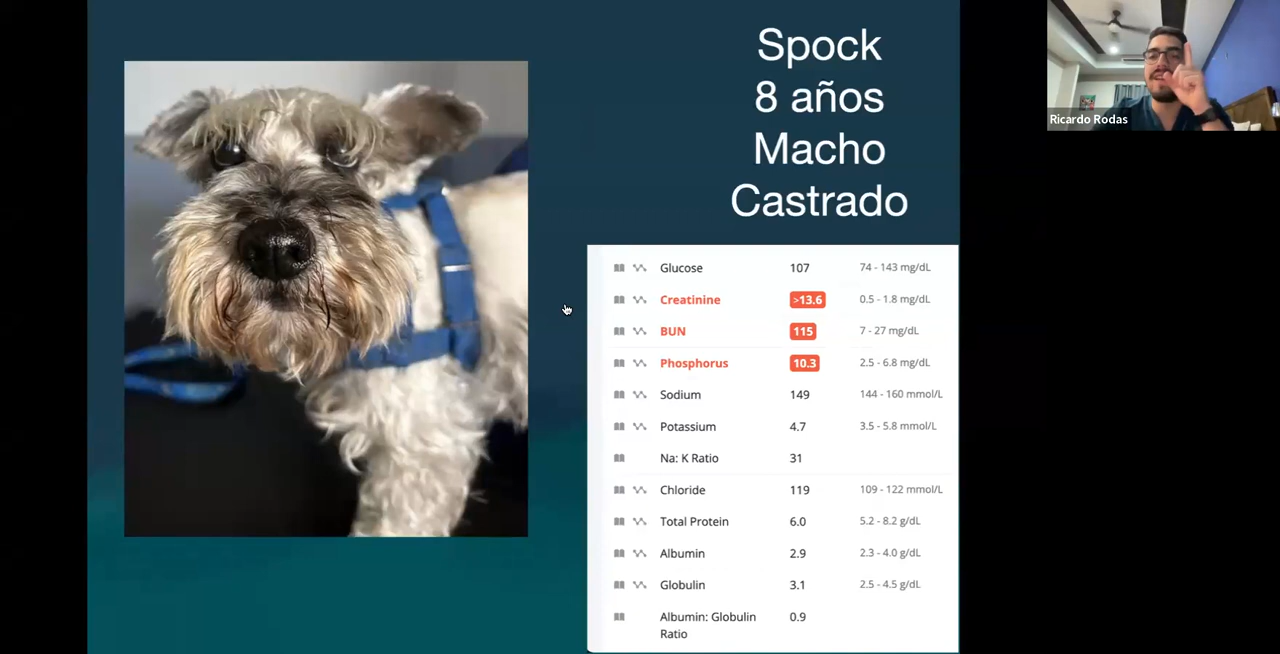 Spock
8 años
Macho
Castrado
Ricardo Rodas
Glucose 107 74 - 143 mg/dL
Creatinine >13.6 0.5 - 1.8 mg/dL
BUN 115 7 - 27 mg/dL
Phosphorus 10.3 2.5 - 6.8 mg/dL
Sodium 149 144 - 160 mmol/L
Potassium 4.7 3.5 - 5.8 mmol/L
Na: K Ratio 31
Chloride 119 109 - 122 mmol/L
Total Protein 6.0 5.2 - 8.2 g/dL
Albumin 2.9 2.3 - 4.0 g/dL
Globulin 3.1 2.5 - 4.5 g/dL
Albumin: Globulin 0.9
Ratio